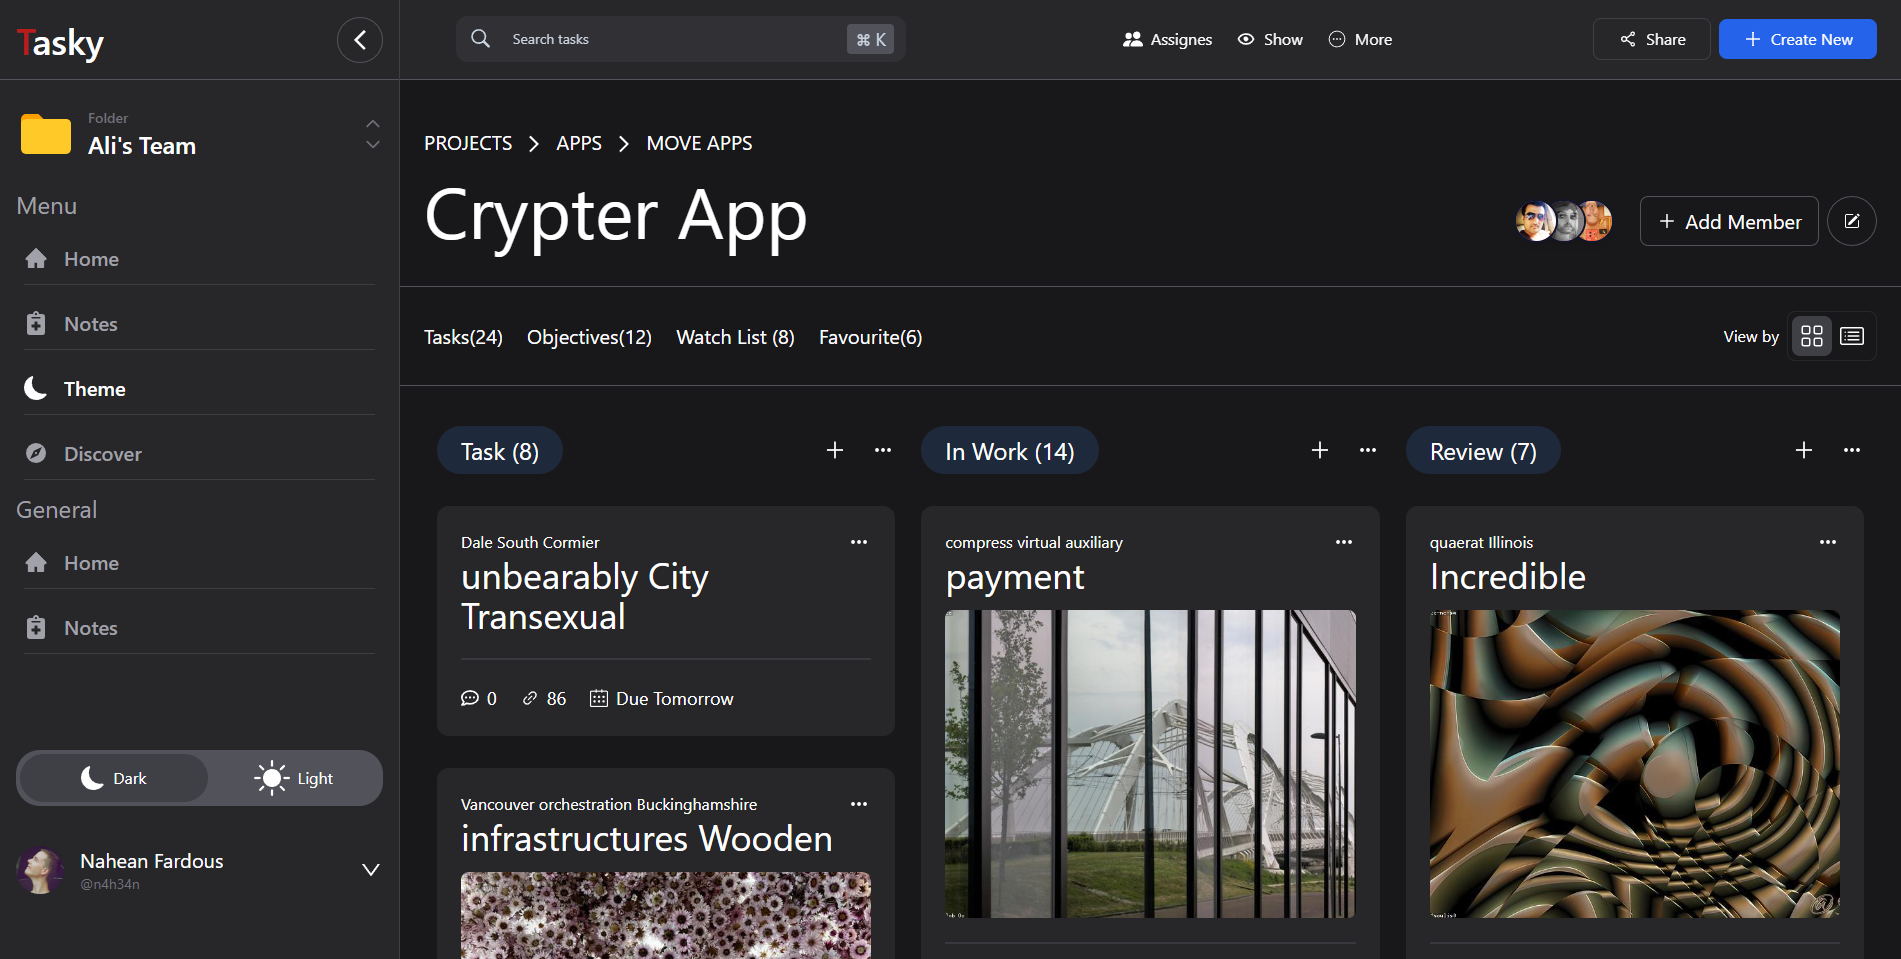 Tasky
Search tasks
⌘ K
Assignes
Show
More
Share
Create New
Folder
Ali's Team
Menu
Home
Notes
Theme
Discover
General
Home
Notes
Dark
Light
Nahean Fardous
@n4h34n
PROJECTS
APPS
MOVE APPS
Crypter App
Add Member
Tasks(24)
Objectives(12)
Watch List (8)
Favourite(6)
View by
Task (8)
Dale South Cormier
unbearably City
Transexual
0
86
Due Tomorrow
Vancouver orchestration Buckinghamshire
infrastructures Wooden
In Work (14)
compress virtual auxiliary
payment
Review (7)
quaerat Illinois
Incredible